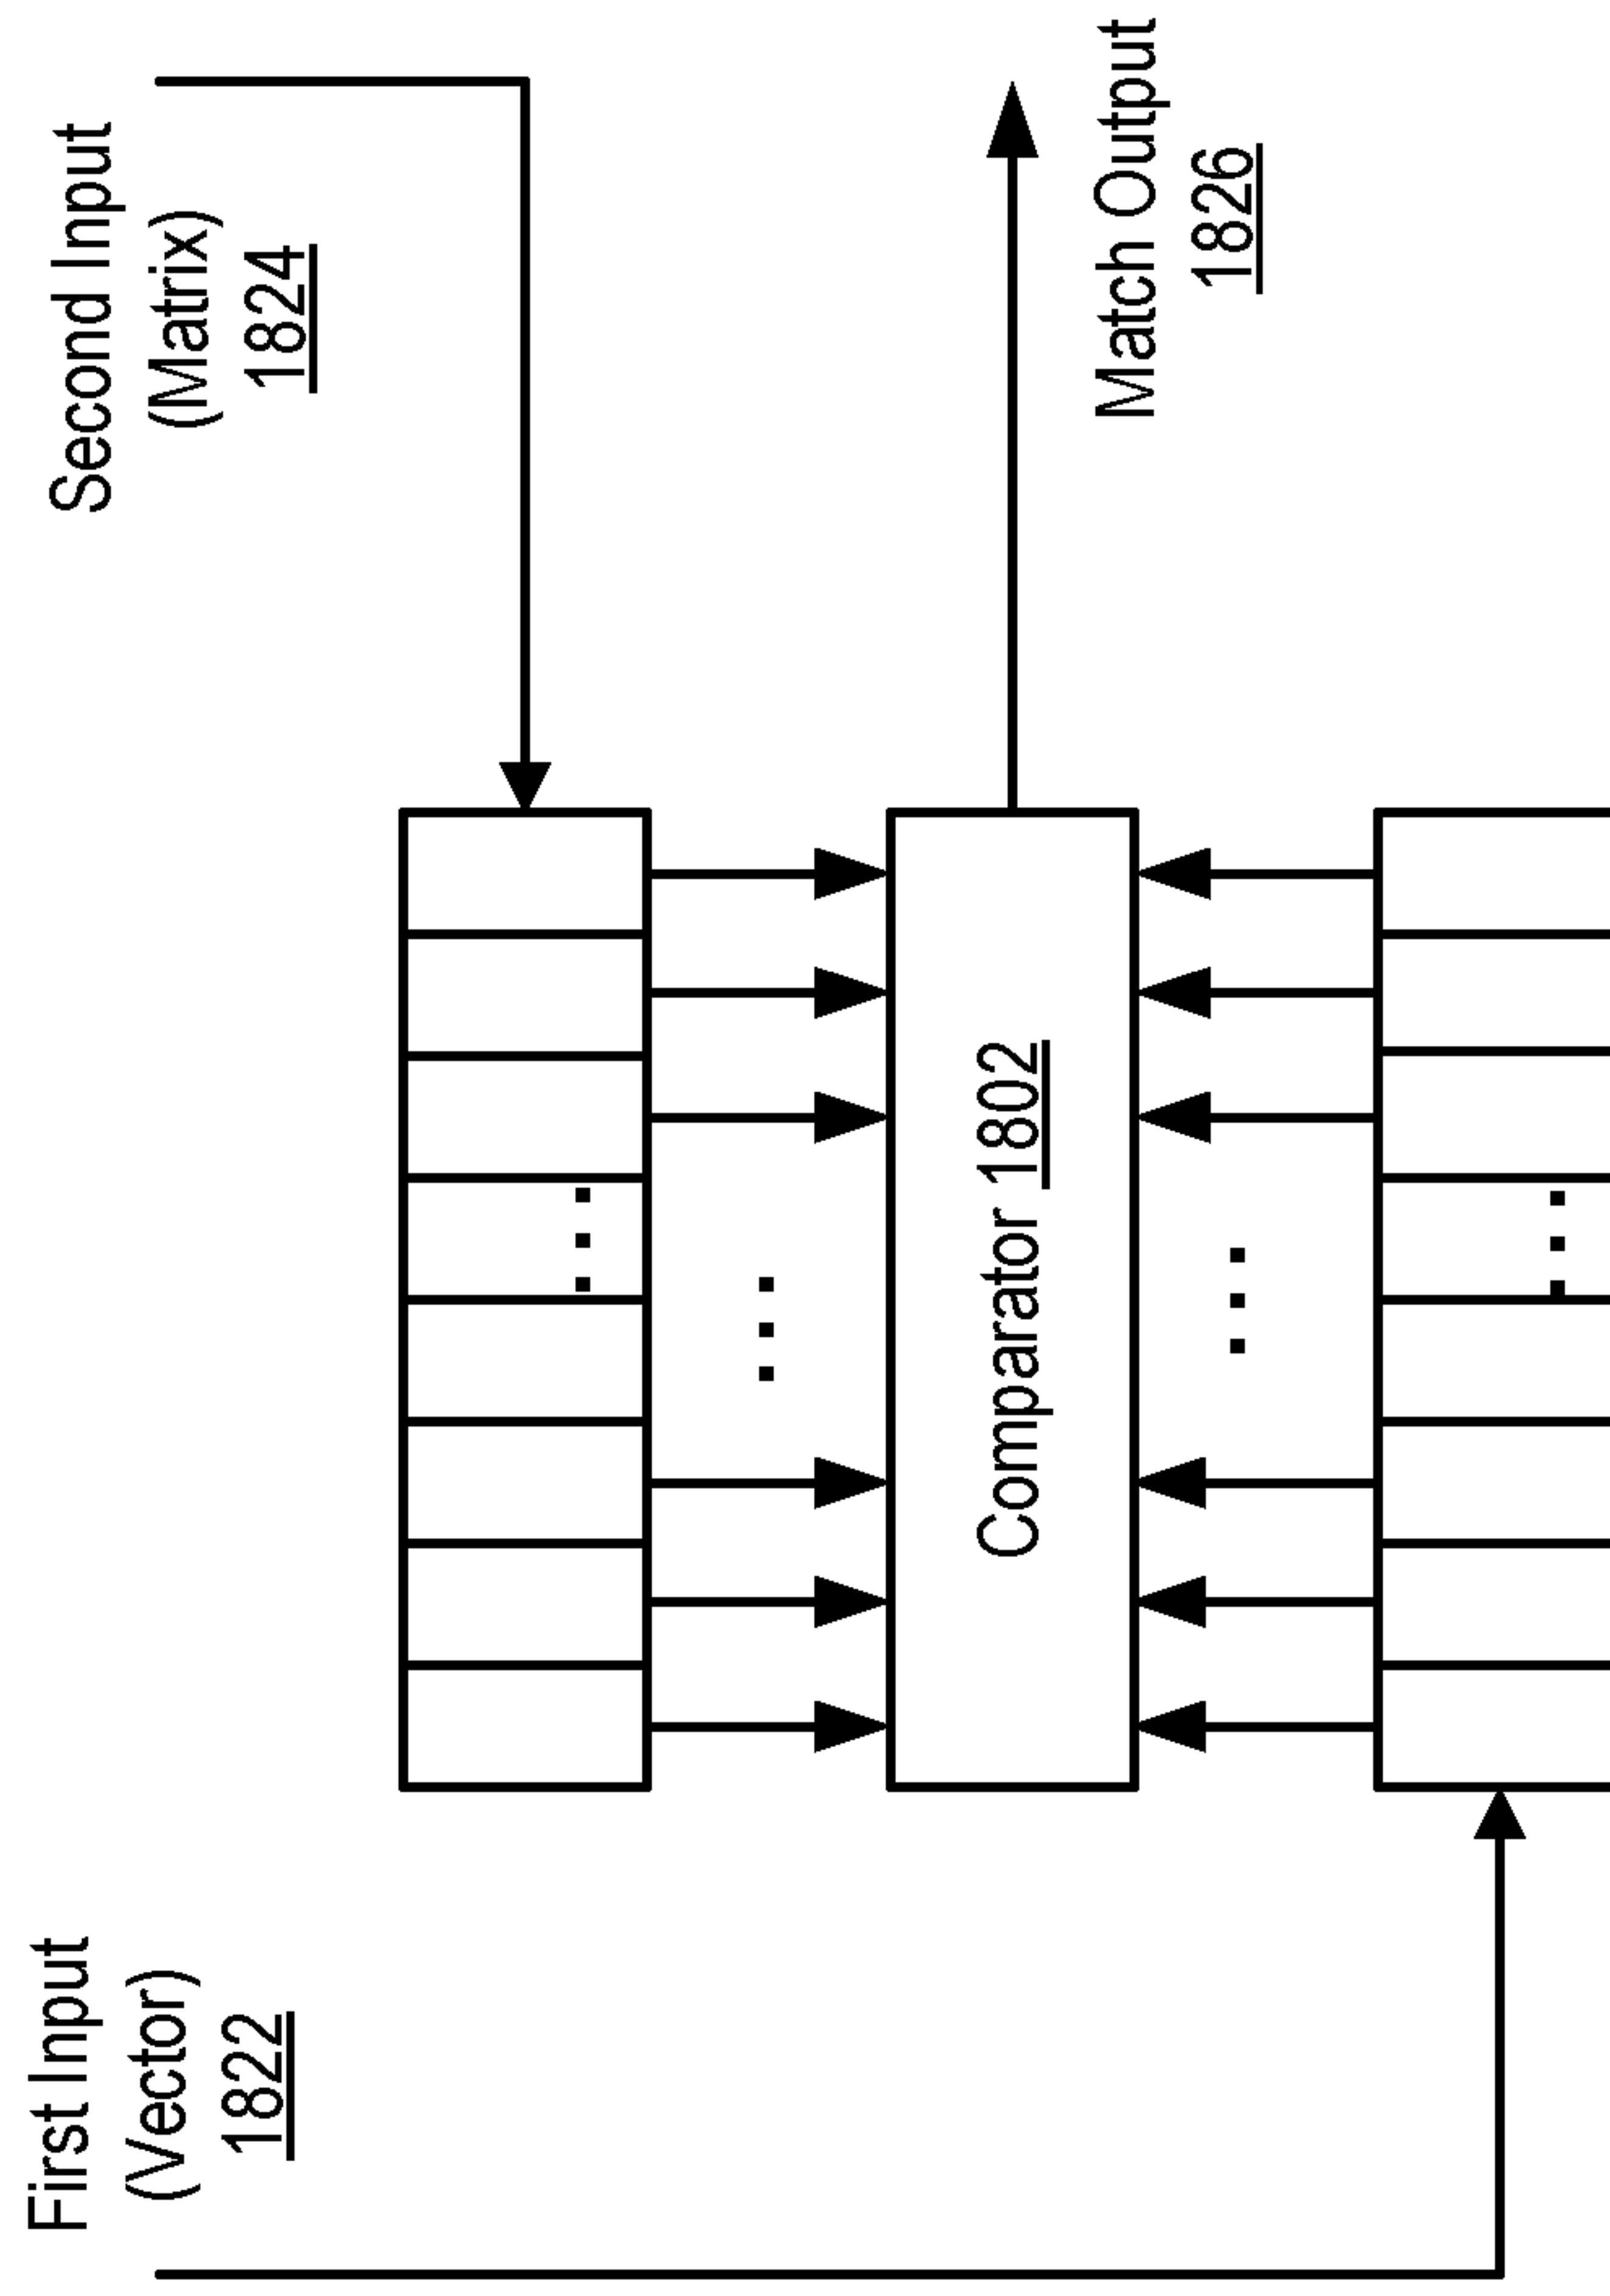 First Input
(Vector)
1822
Second Input
(Matrix)
1824
Comparator 1802
Match Output
1826